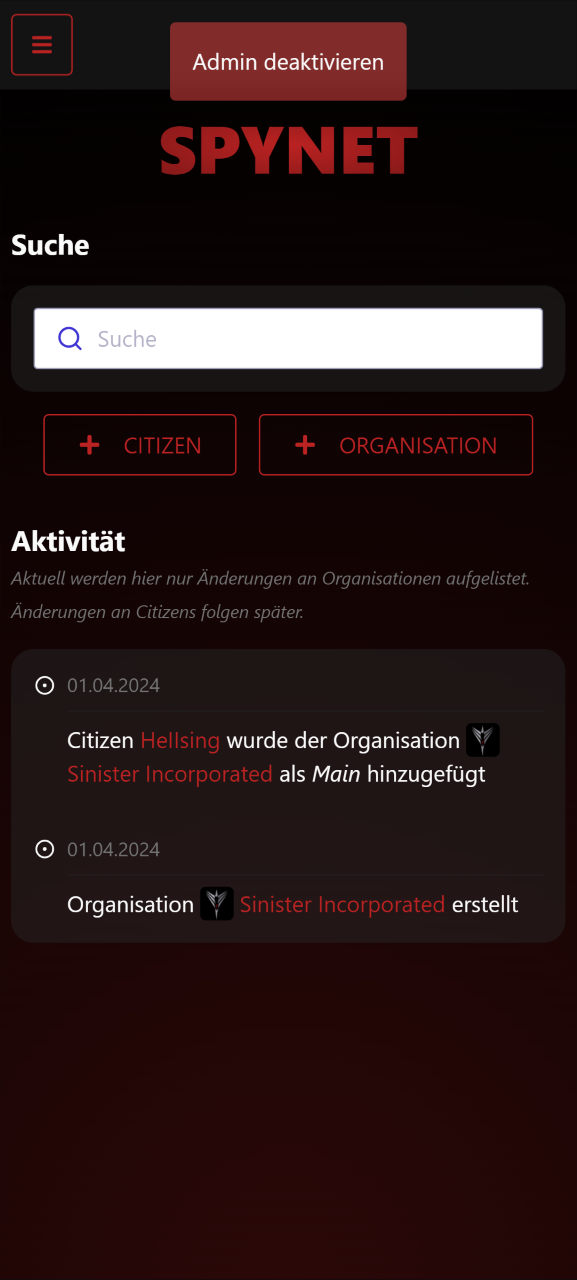 Admin deaktivieren
SPYNET
Suche
Suche
CITIZEN
ORGANISATION
Aktivität
Aktuell werden hier nur Änderungen an Organisationen aufgelistet.
Änderungen an Citizens folgen später.
01.04.2024
Citizen Hellsing wurde der Organisation
Sinister Incorporated als Main hinzugefügt
01.04.2024
Organisation Sinister Incorporated erstellt